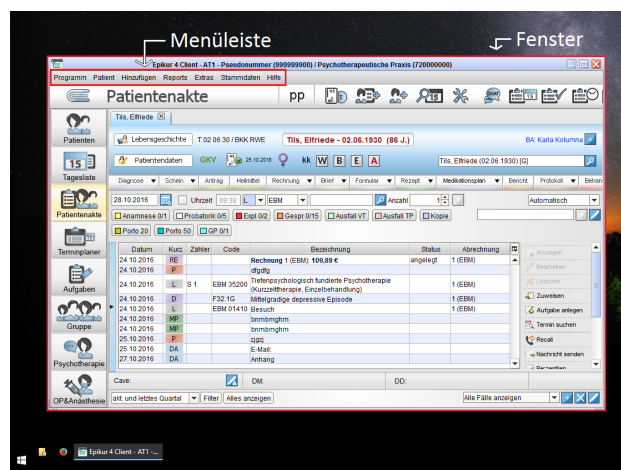 Menüleiste
Fenster
Epikur 4 Client - AT1 - Pseudonummer (999999900) / Psychotherapeutische Praxis (720000000)
Programm Patient Hinzufügen Reports Extras Stammdaten Hilfe
Patientenakte PP
Tils, Elfriede
Lebensgeschichte T 02 06 30 / BKK RWE Tils, Elfriede - 02.06.1930 (86 J.) BA: Karla Kolumna
Patientendaten GKV 25.10.2016 kk W B E A Tils, Elfriede (02.06.1930) [G]
Diagnose Schein Antrag Heilmittel Rechnung Brief Formular Rezept Medikationsplan Bericht Protokoll Behan
28.10.2016 Uhrzeit 09:38 L EBM Anzahl 1 Automatisch
Anamnese 0/1 Probatorik 0/5 Expl 0/2 Gespr 0/15 Ausfall VT Ausfall TP Kopie
Porto 20 Porto 50 GP 0/1
Datum Kurz Zähler Code Bezeichnung Status Abrechnung
24.10.2016 RE Rechnung 1 (EBM): 109,89 € angelegt 1 (EBM)
24.10.2016 P dfgdfg
24.10.2016 L S 1 EBM 35200 Tiefenpsychologisch fundierte Psychotherapie 1 (EBM)
(Kurzzeittherapie, Einzelbehandlung)
24.10.2016 D F32.1G Mittelgradige depressive Episode 1 (EBM)
24.10.2016 L EBM 01410 Besuch 1 (EBM)
24.10.2016 MP bnmbmghm
24.10.2016 MP bnmbmghm
25.10.2016 P zjgzj
25.10.2016 DA E-Mail:
27.10.2016 DA Anhang
Anzeigen
Bearbeiten
Löschen
Zuweisen
Aufgabe anlegen
Termin suchen
Recall
Nachricht senden
Perzentilen
Patienten
15
Tagesliste
Patientenakte
Terminplaner
Aufgaben
Gruppe
Psychotherapie
OP&Anästhesie
Cave: DM: DD:
akt. und letztes Quartal Filter Alles anzeigen Alle Fälle anzeigen
Epikur 4 Client - AT1 -...